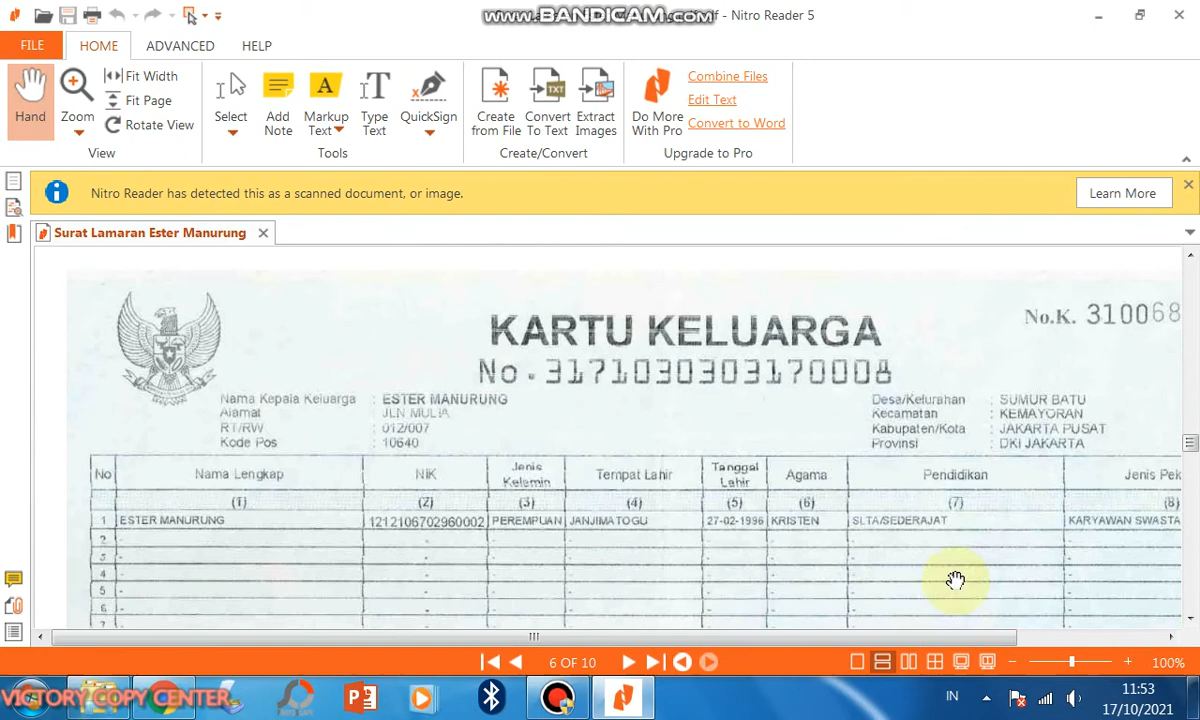 www.BANDICAM.com
f - Nitro Reader 5
FILE
HOME
ADVANCED
HELP
Hand
Zoom
Fit Width
Fit Page
Rotate View
View
Select
Add Note
Markup Text
Type Text
QuickSign
Tools
Create from File
Convert To Text
Extract Images
Create/Convert
Do More With Pro
Combine Files
Edit Text
Convert to Word
Upgrade to Pro
Nitro Reader has detected this as a scanned document, or image.
Learn More
Surat Lamaran Ester Manurung
KARTU KELUARGA
No.K. 310068
No. 3171030303170008
Nama Kepala Keluarga : ESTER MANURUNG
Alamat : JLN MULIA
RT/RW : 012/007
Kode Pos : 10640
Desa/Kelurahan : SUMUR BATU
Kecamatan : KEMAYORAN
Kabupaten/Kota : JAKARTA PUSAT
Provinsi : DKI JAKARTA
No Nama Lengkap NIK Jenis Kelamin Tempat Lahir Tanggal Lahir Agama Pendidikan Jenis Pek
(1) (2) (3) (4) (5) (6) (7) (8)
1 ESTER MANURUNG 1212106702960002 PEREMPUAN JANJIMATOGU 27-02-1996 KRISTEN SLTA/SEDERAJAT KARYAWAN SWASTA
2 -
3 -
4 -
5 -
6 -
7
6 OF 10
100%
VICTORY COPY CENTER
IN
11:53
17/10/2021